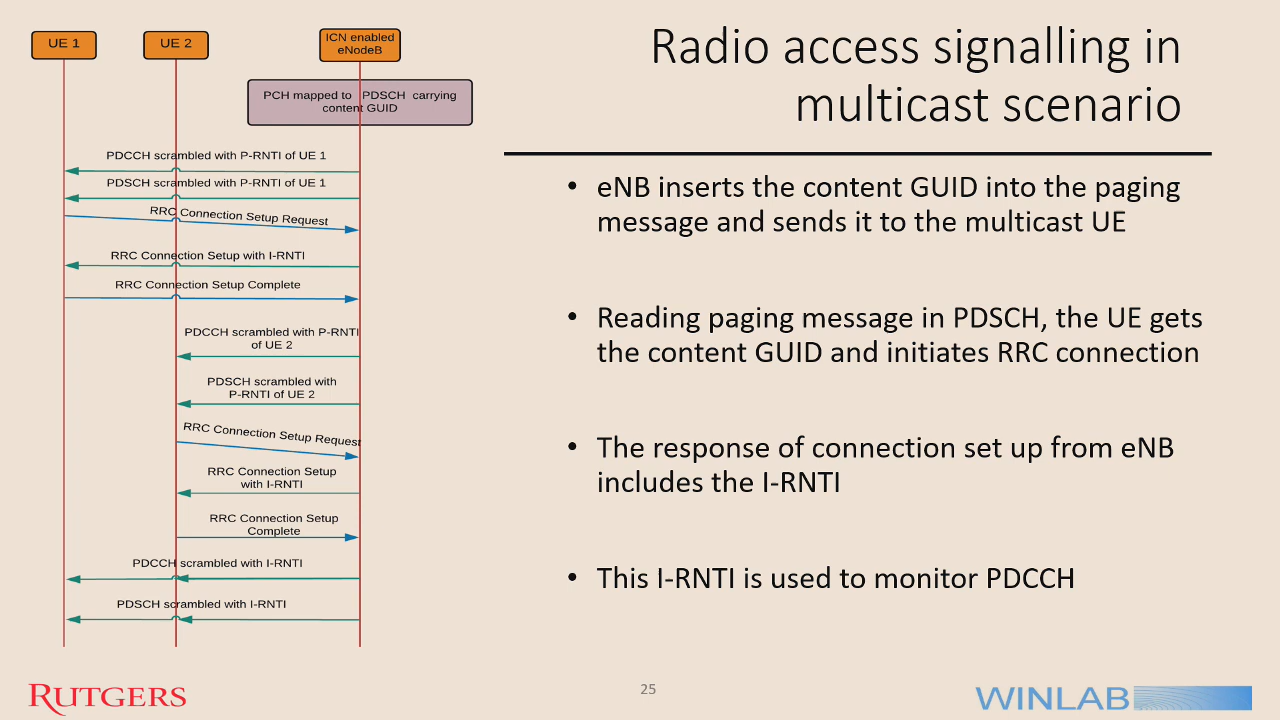 UE 1
UE 2
ICN enabled
eNodeB
PCH mapped to PDSCH carrying
content GUID
PDCCH scrambled with P-RNTI of UE 1
PDSCH scrambled with P-RNTI of UE 1
RRC Connection Setup Request
RRC Connection Setup with I-RNTI
RRC Connection Setup Complete
PDCCH scrambled with P-RNTI
of UE 2
PDSCH scrambled with
P-RNTI of UE 2
RRC Connection Setup Request
RRC Connection Setup
with I-RNTI
RRC Connection Setup
Complete
PDCCH scrambled with I-RNTI
PDSCH scrambled with I-RNTI
Radio access signalling in
multicast scenario
• eNB inserts the content GUID into the paging
message and sends it to the multicast UE
• Reading paging message in PDSCH, the UE gets
the content GUID and initiates RRC connection
• The response of connection set up from eNB
includes the I-RNTI
• This I-RNTI is used to monitor PDCCH
RUTGERS
25
WINLAB